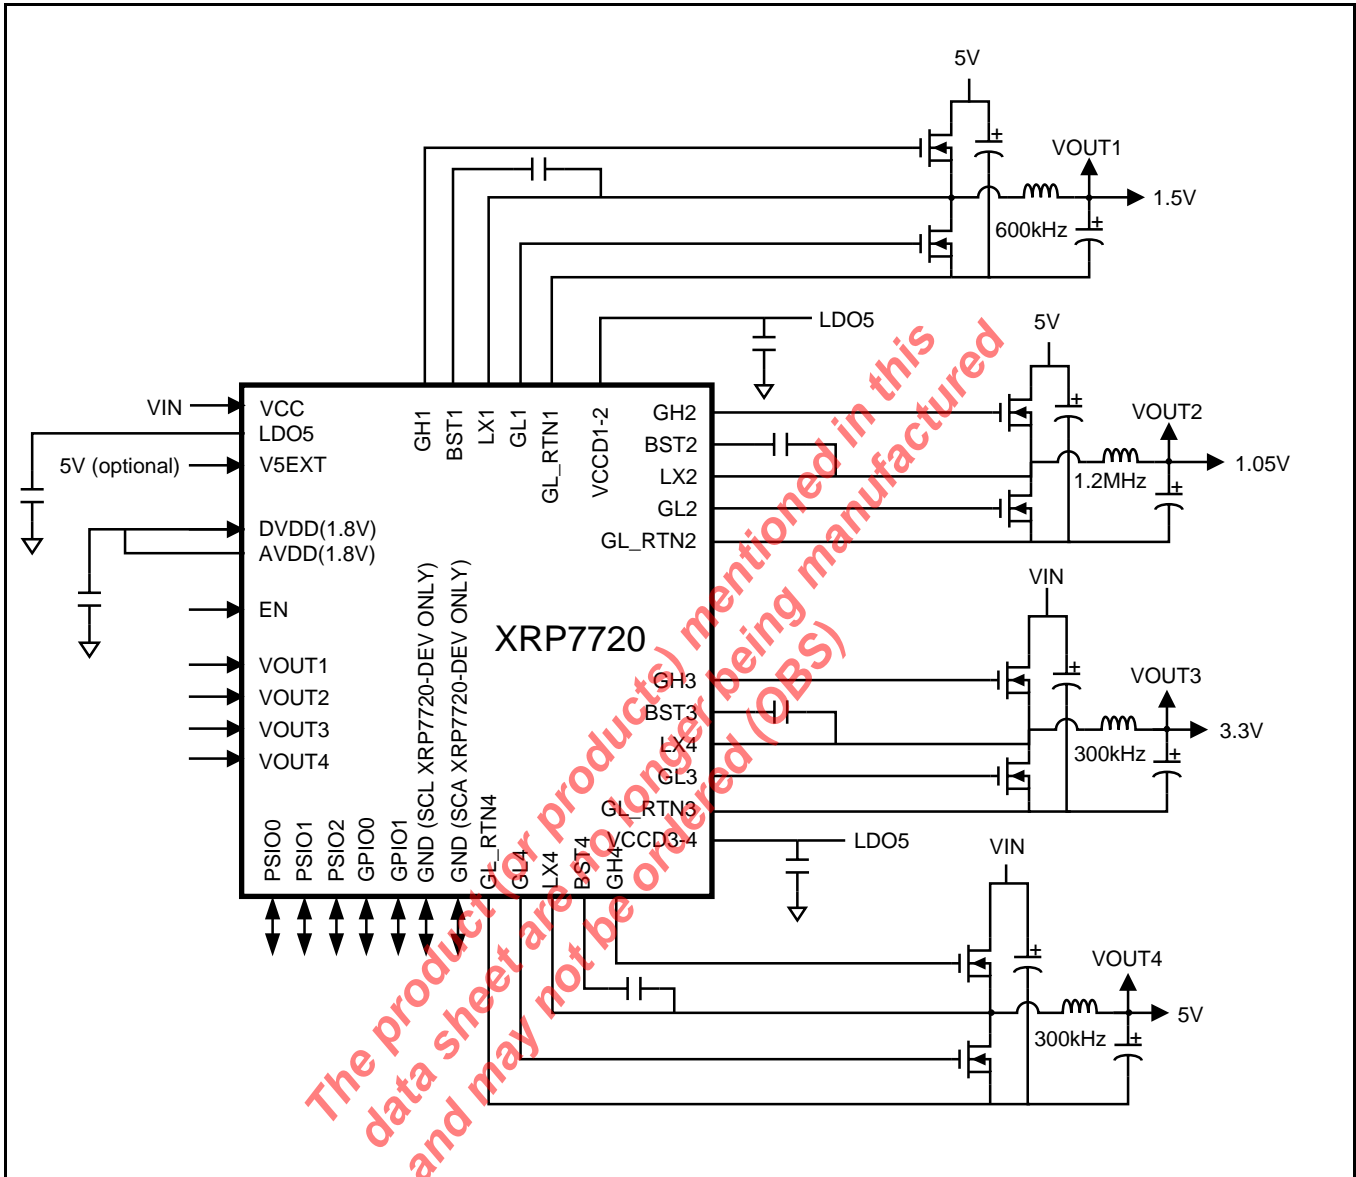 5V
VOUT1
1.5V
600kHz
LDO5
5V
VOUT2
1.05V
1.2MHz
VIN
VCC
LDO5
5V (optional)
V5EXT
DVDD(1.8V)
AVDD(1.8V)
EN
VOUT1
VOUT2
VOUT3
VOUT4
GH1
BST1
LX1
GL1
GL_RTN1
VCCD1-2
GH2
BST2
LX2
GL2
GL_RTN2
XRP7720
GH3
BST3
LX4
GL3
GL_RTN3
VCCD3-4
LDO5
VIN
VOUT3
3.3V
300kHz
PSIO0
PSIO1
PSIO2
GPIO0
GPIO1
GND (SCL XRP7720-DEV ONLY)
GND (SCA XRP7720-DEV ONLY)
GL_RTN4
GL4
LX4
BST4
GH4
VIN
VOUT4
5V
300kHz
The product (or products) mentioned in this
data sheet are no longer being manufactured
and may not be ordered (OBS)